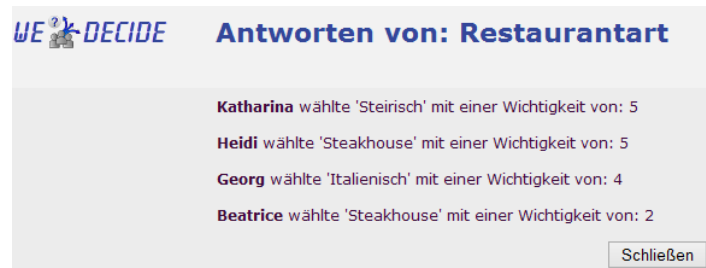 WE DECIDE
Antworten von: Restaurantart
Katharina wählte 'Steirisch' mit einer Wichtigkeit von: 5
Heidi wählte 'Steakhouse' mit einer Wichtigkeit von: 5
Georg wählte 'Italienisch' mit einer Wichtigkeit von: 4
Beatrice wählte 'Steakhouse' mit einer Wichtigkeit von: 2
Schließen